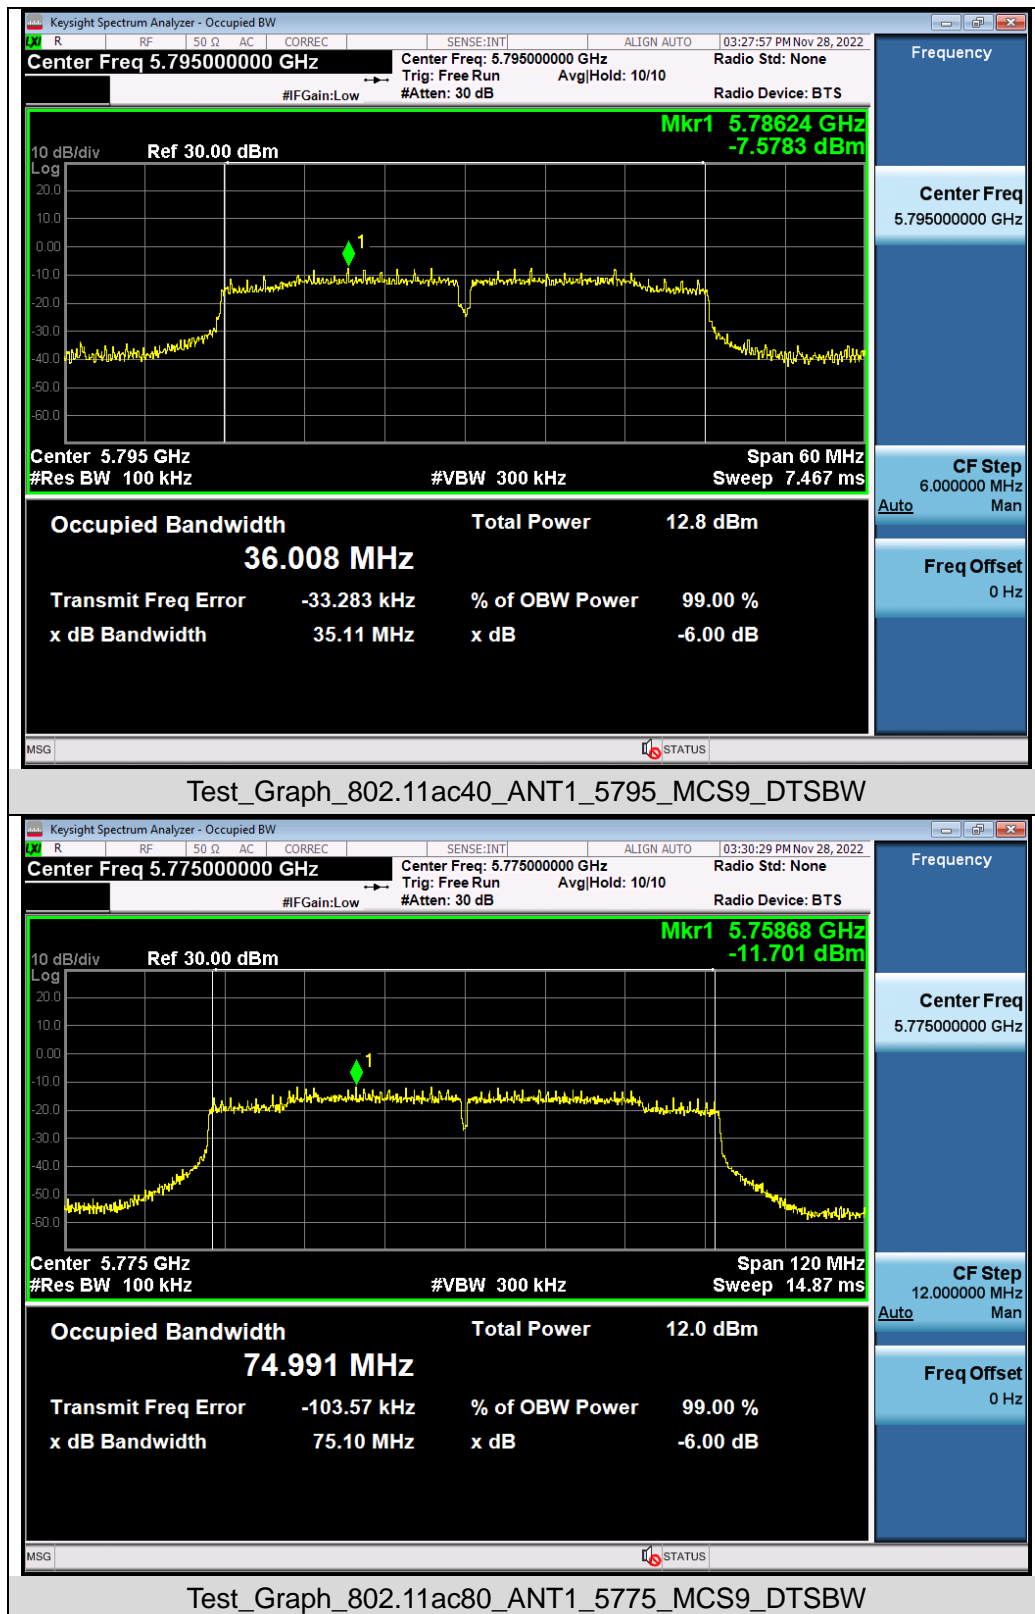 Keysight Spectrum Analyzer - Occupied BW
LXI R RF 50 Ω AC CORREC SENSE:INT ALIGN AUTO 03:27:57 PM Nov 28, 2022
Center Freq 5.795000000 GHz Center Freq: 5.795000000 GHz Radio Std: None Frequency
Trig: Free Run Avg|Hold: 10/10
#IFGain:Low #Atten: 30 dB Radio Device: BTS
Mkr1 5.78624 GHz
-7.5783 dBm
10 dB/div Ref 30.00 dBm
Log
20.0
10.0
0.00
-10.0
-20.0
-30.0
-40.0
-50.0
-60.0
1
Center Freq
5.795000000 GHz
Center 5.795 GHz Span 60 MHz
#Res BW 100 kHz #VBW 300 kHz Sweep 7.467 ms
CF Step
6.000000 MHz
Auto Man
Occupied Bandwidth Total Power 12.8 dBm
36.008 MHz
Transmit Freq Error -33.283 kHz % of OBW Power 99.00 %
x dB Bandwidth 35.11 MHz x dB -6.00 dB
Freq Offset
0 Hz
MSG STATUS
Test_Graph_802.11ac40_ANT1_5795_MCS9_DTSBW
Keysight Spectrum Analyzer - Occupied BW
LXI R RF 50 Ω AC CORREC SENSE:INT ALIGN AUTO 03:30:29 PM Nov 28, 2022
Center Freq 5.775000000 GHz Center Freq: 5.775000000 GHz Radio Std: None Frequency
Trig: Free Run Avg|Hold: 10/10
#IFGain:Low #Atten: 30 dB Radio Device: BTS
Mkr1 5.75868 GHz
-11.701 dBm
10 dB/div Ref 30.00 dBm
Log
20.0
10.0
0.00
-10.0
-20.0
-30.0
-40.0
-50.0
-60.0
1
Center Freq
5.775000000 GHz
Center 5.775 GHz Span 120 MHz
#Res BW 100 kHz #VBW 300 kHz Sweep 14.87 ms
CF Step
12.000000 MHz
Auto Man
Occupied Bandwidth Total Power 12.0 dBm
74.991 MHz
Transmit Freq Error -103.57 kHz % of OBW Power 99.00 %
x dB Bandwidth 75.10 MHz x dB -6.00 dB
Freq Offset
0 Hz
MSG STATUS
Test_Graph_802.11ac80_ANT1_5775_MCS9_DTSBW